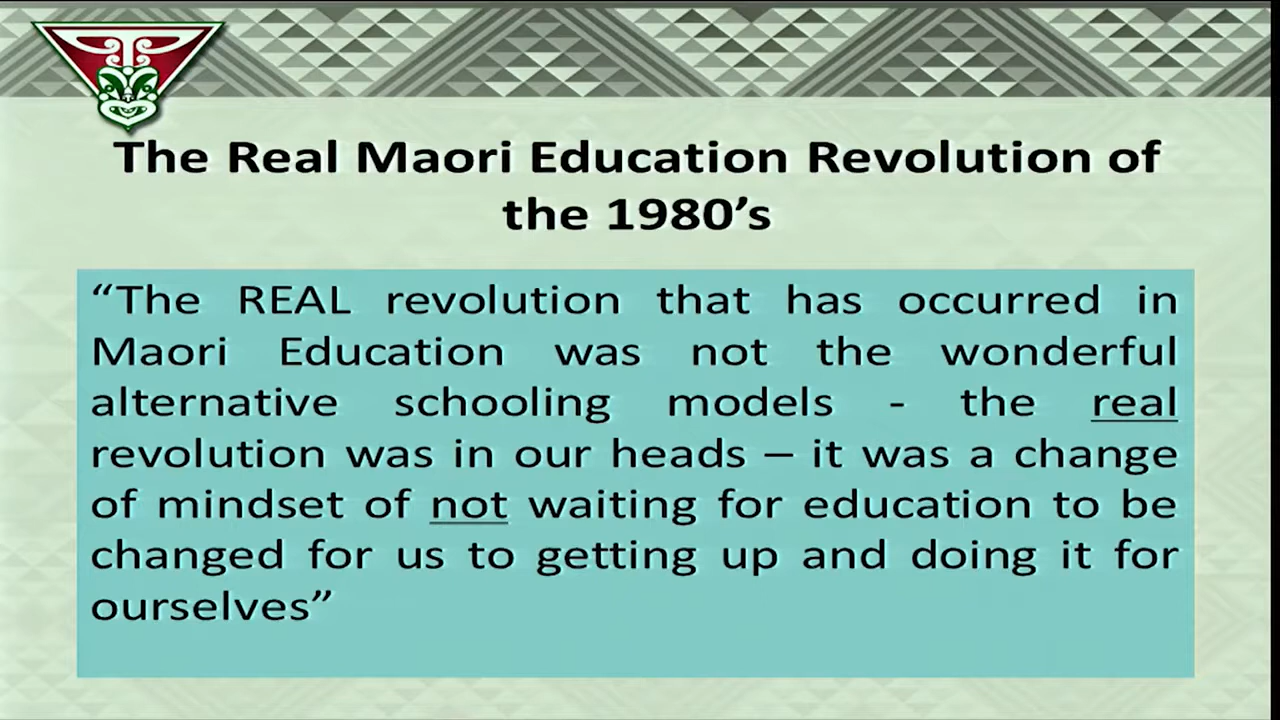 The Real Maori Education Revolution of
the 1980’s
“The REAL revolution that has occurred in
Maori Education was not the wonderful
alternative schooling models - the real
revolution was in our heads – it was a change
of mindset of not waiting for education to be
changed for us to getting up and doing it for
ourselves”